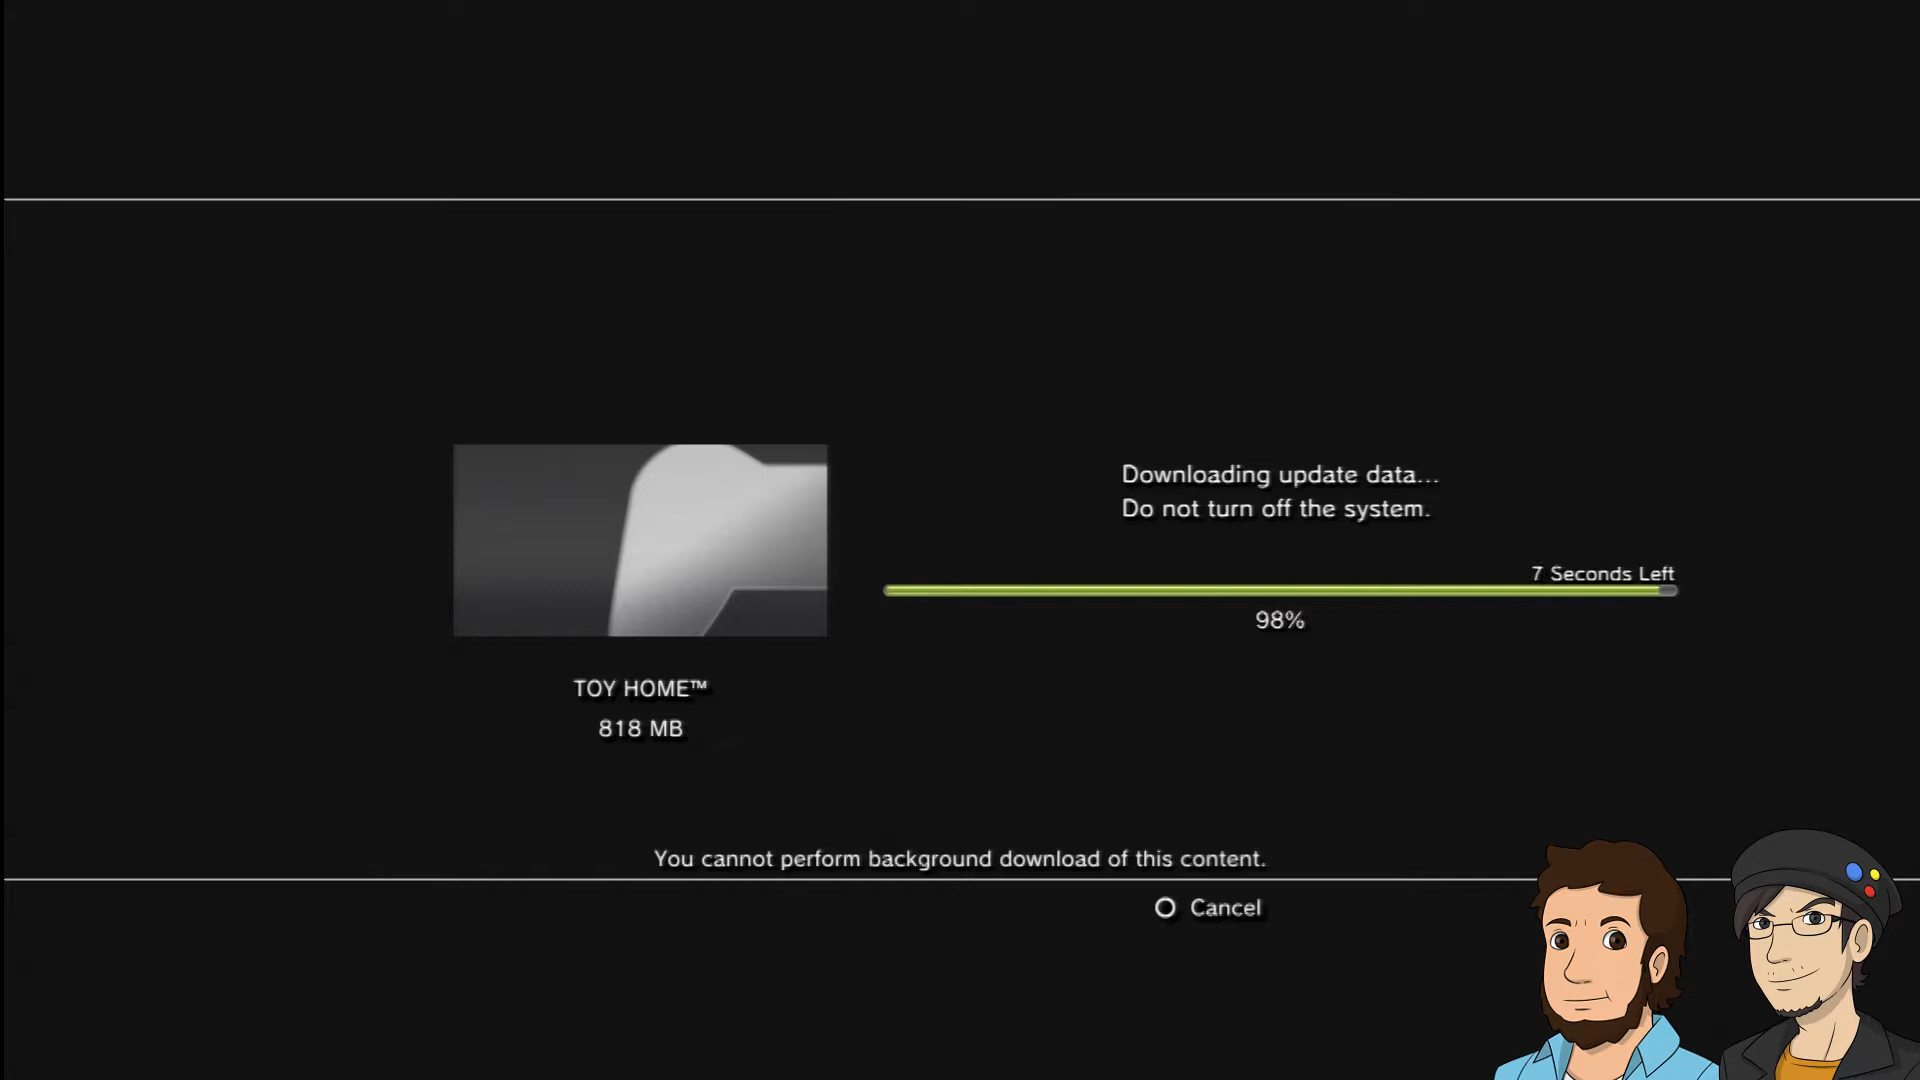 Downloading update data...
Do not turn off the system.
7 Seconds Left
98%
TOY HOME™
818 MB
You cannot perform background download of this content.
Cancel